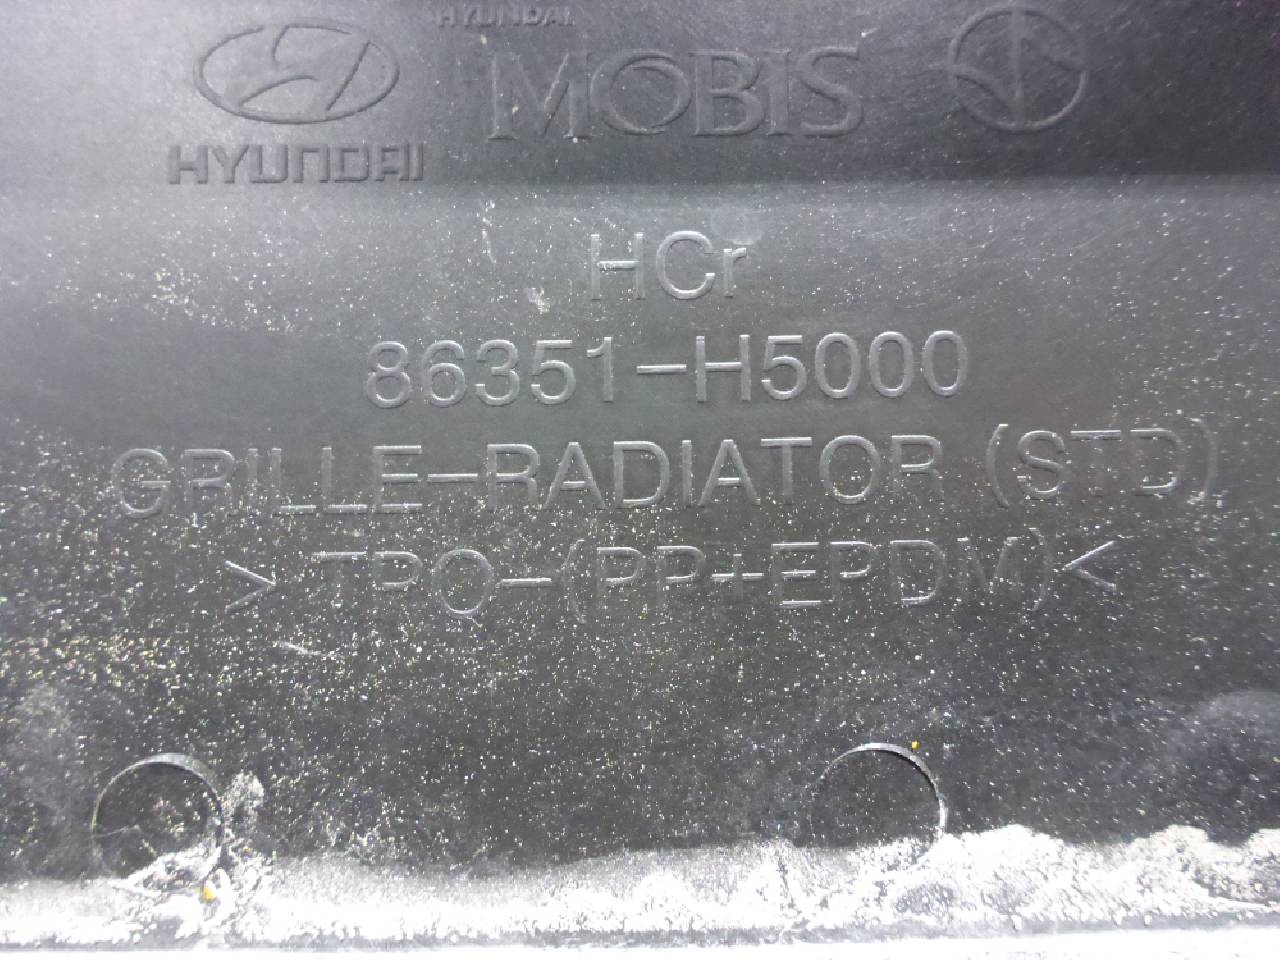 HYUNDAI
HYUNDAI MOBIS
HCr
86351-H5000
GRILLE-RADIATOR (STD)
> TPO-(PP+EPDM)<